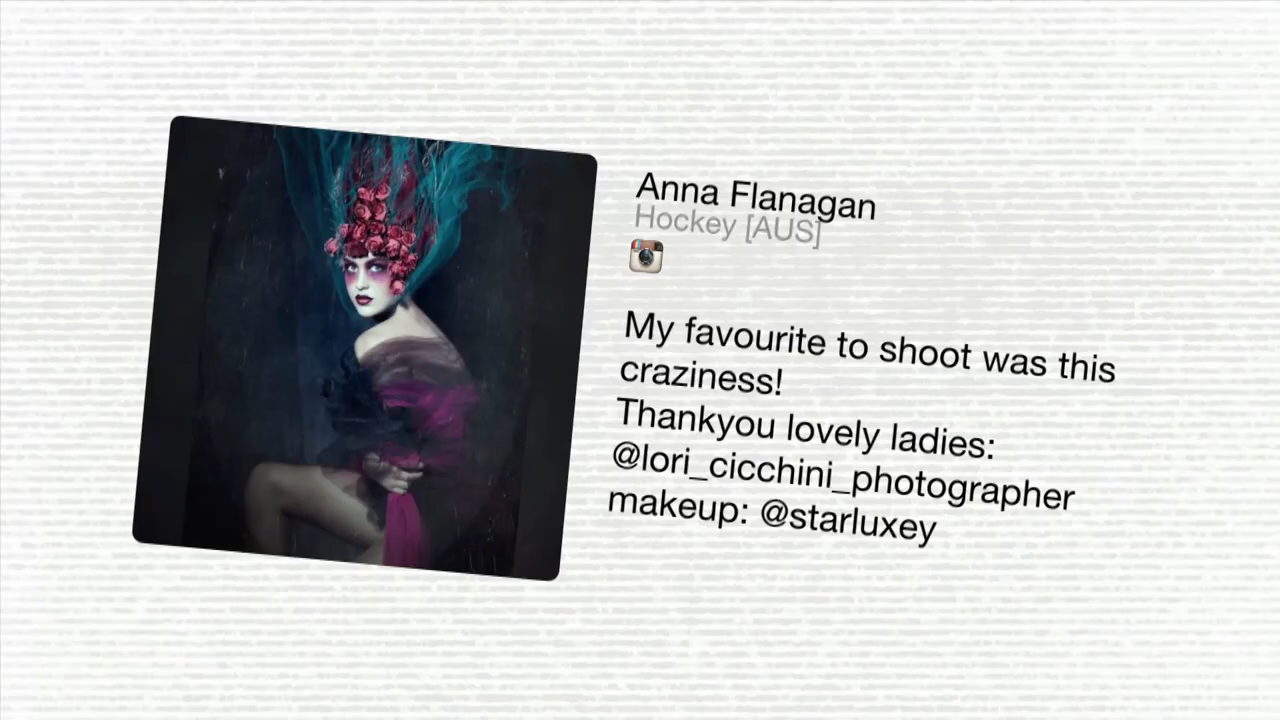 Anna Flanagan
Hockey [AUS]
My favourite to shoot was this
craziness!
Thankyou lovely ladies:
@lori_cicchini_photographer
makeup: @starluxey